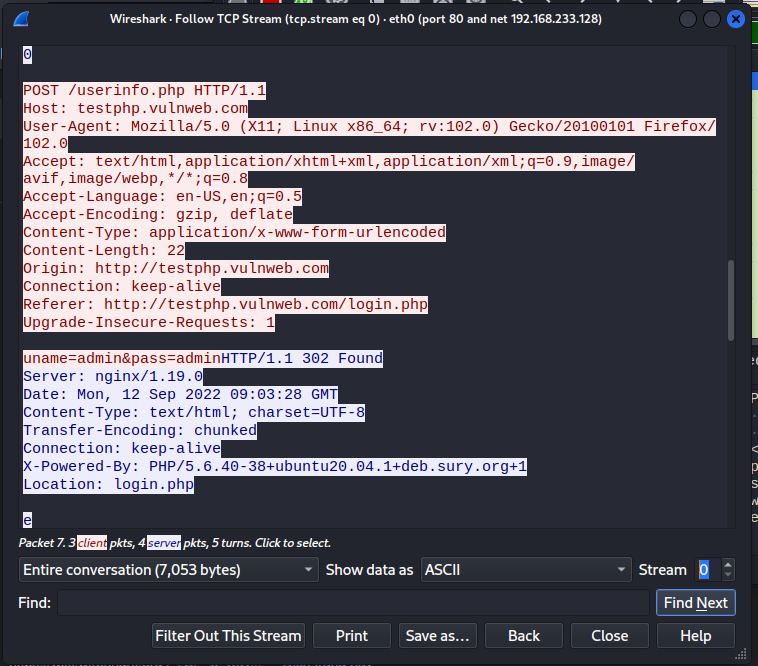 Wireshark · Follow TCP Stream (tcp.stream eq 0) · eth0 (port 80 and net 192.168.233.128)
0
POST /userinfo.php HTTP/1.1
Host: testphp.vulnweb.com
User-Agent: Mozilla/5.0 (X11; Linux x86_64; rv:102.0) Gecko/20100101 Firefox/
102.0
Accept: text/html,application/xhtml+xml,application/xml;q=0.9,image/
avif,image/webp,*/*;q=0.8
Accept-Language: en-US,en;q=0.5
Accept-Encoding: gzip, deflate
Content-Type: application/x-www-form-urlencoded
Content-Length: 22
Origin: http://testphp.vulnweb.com
Connection: keep-alive
Referer: http://testphp.vulnweb.com/login.php
Upgrade-Insecure-Requests: 1
uname=admin&pass=adminHTTP/1.1 302 Found
Server: nginx/1.19.0
Date: Mon, 12 Sep 2022 09:03:28 GMT
Content-Type: text/html; charset=UTF-8
Transfer-Encoding: chunked
Connection: keep-alive
X-Powered-By: PHP/5.6.40-38+ubuntu20.04.1+deb.sury.org+1
Location: login.php
e
Packet 7. 3 client pkts, 4 server pkts, 5 turns. Click to select.
Entire conversation (7,053 bytes) Show data as ASCII Stream 0
Find: Find Next
Filter Out This Stream Print Save as… Back Close Help